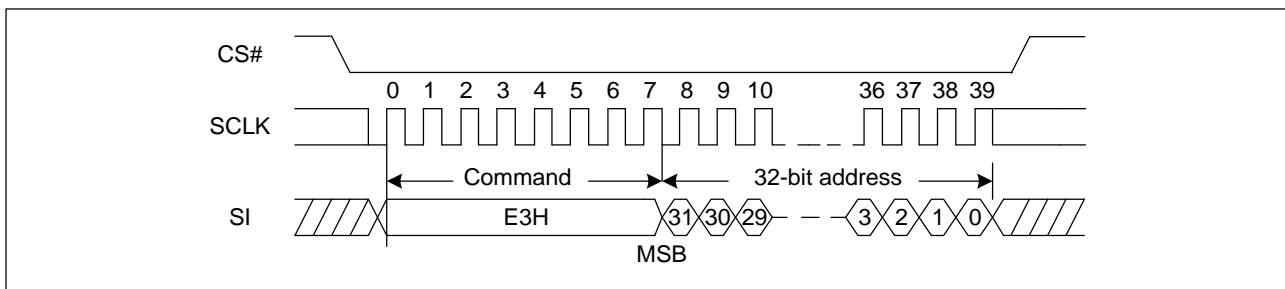 CS#
0 1 2 3 4 5 6 7 8 9 10 36 37 38 39
SCLK
Command 32-bit address
SI E3H 31 30 29 3 2 1 0
MSB